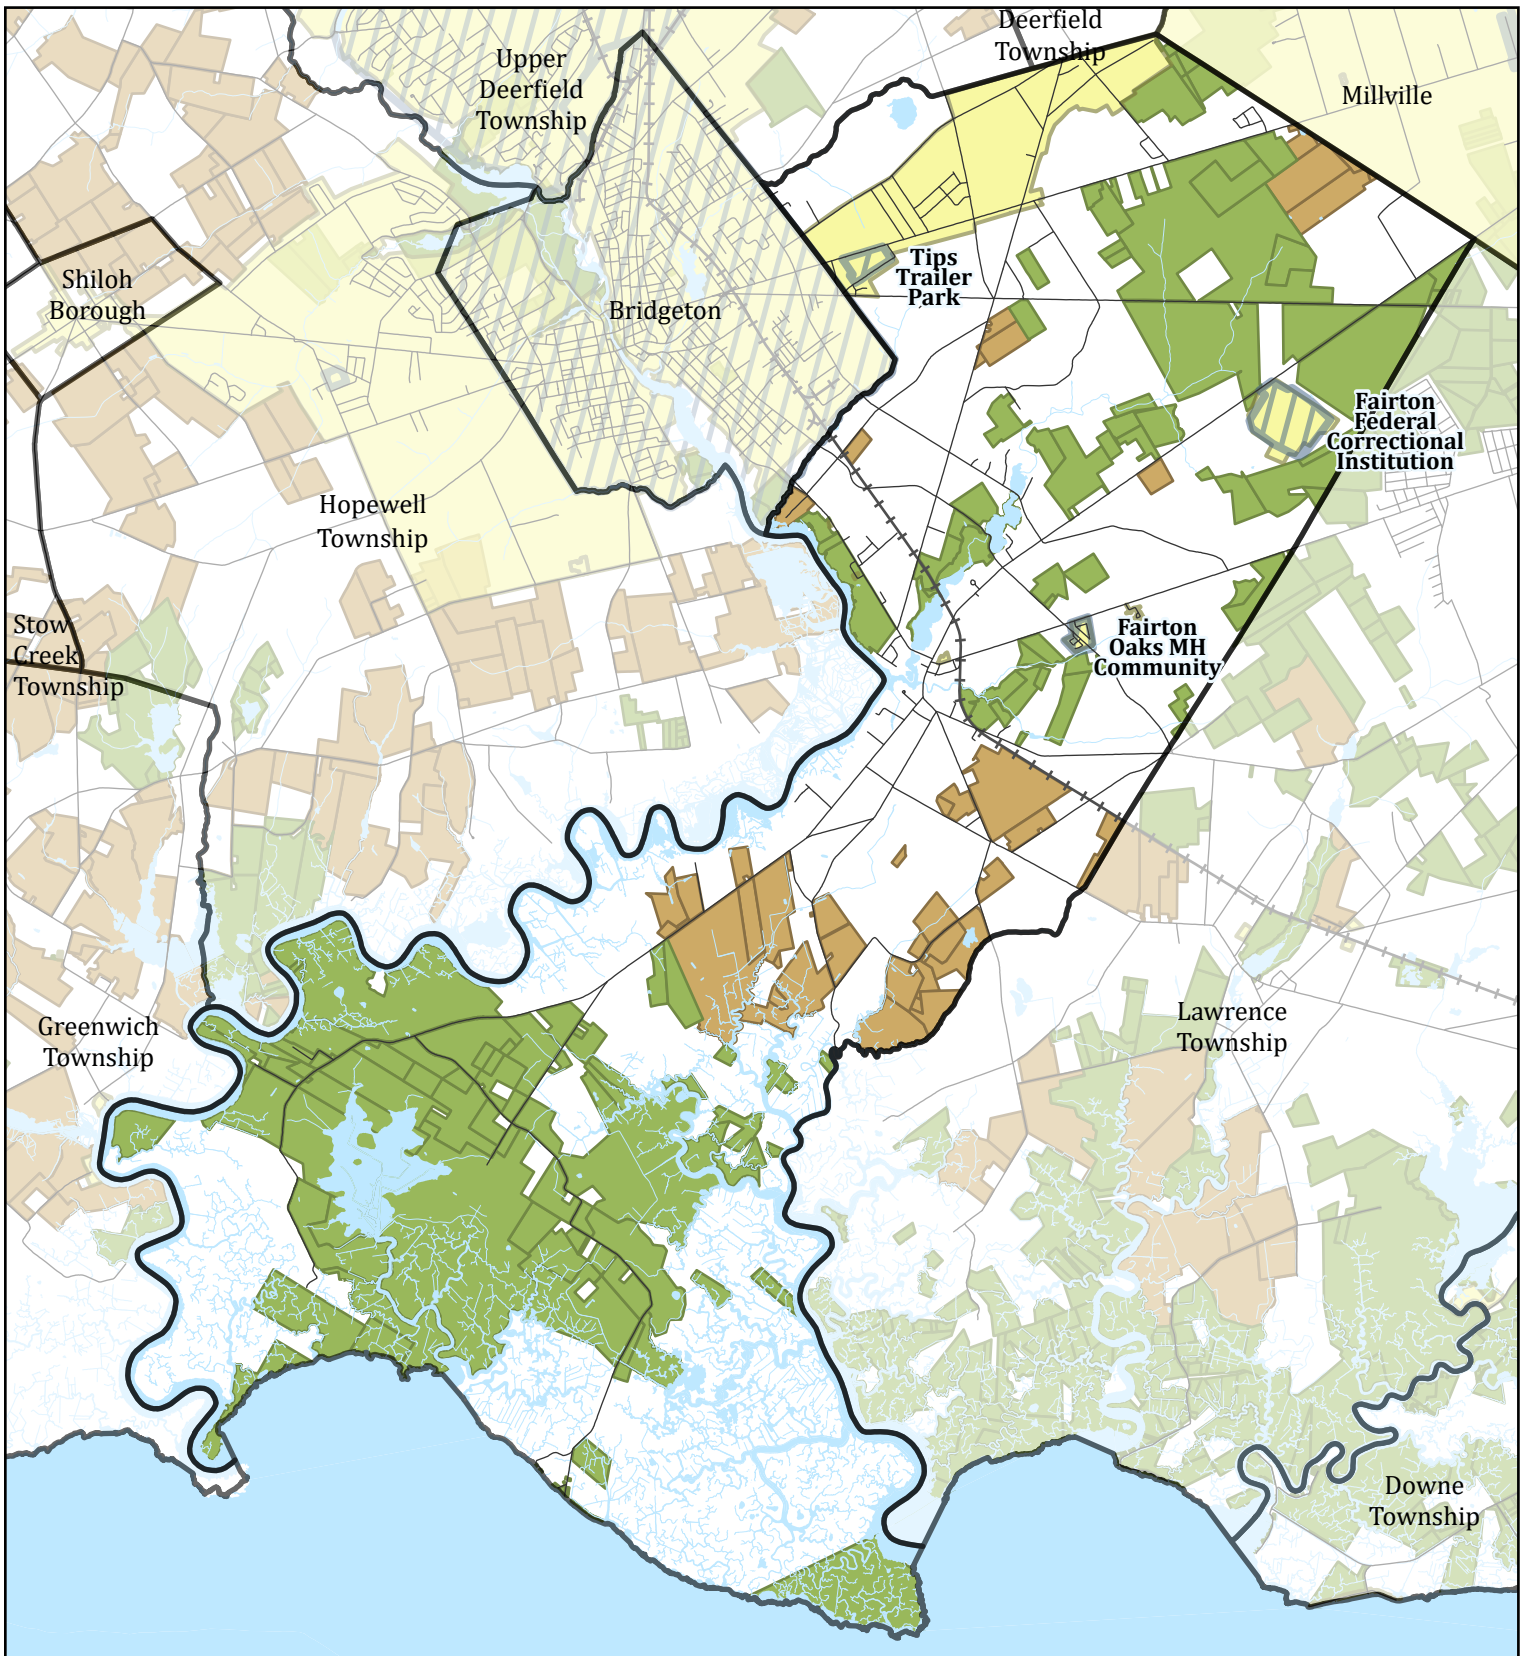 Deerfield
Township
Upper
Deerfield
Township
Millville
Shiloh
Borough
Bridgeton
Tips
Trailer
Park
Fairton
Federal
Correctional
Institution
Hopewell
Township
Stow
Creek
Township
Fairton
Oaks MH
Community
Greenwich
Township
Lawrence
Township
Downe
Township